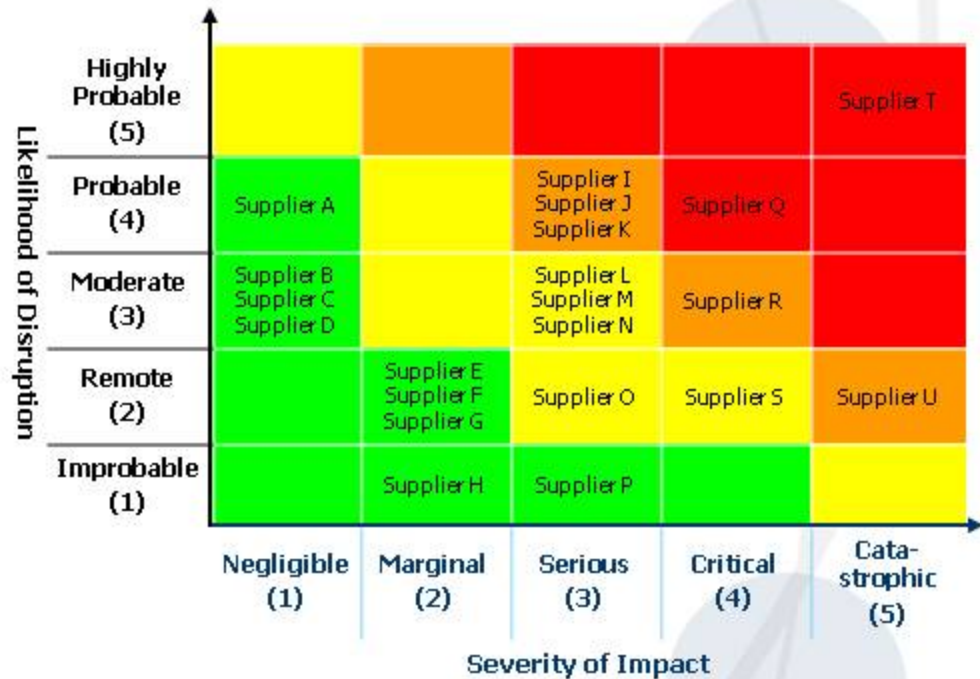 Likelihood of Disruption
Highly
Probable
(5)
Supplier T
Probable
(4)
Supplier A
Supplier I
Supplier J
Supplier K
Supplier Q
Moderate
(3)
Supplier B
Supplier C
Supplier D
Supplier L
Supplier M
Supplier N
Supplier R
Remote
(2)
Supplier E
Supplier F
Supplier G
Supplier O
Supplier S
Supplier U
Improbable
(1)
Supplier H
Supplier P
Negligible
(1)
Marginal
(2)
Serious
(3)
Critical
(4)
Cata-
strophic
(5)
Severity of Impact